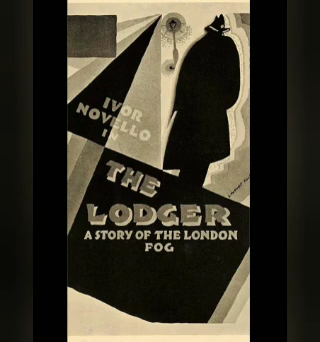 IVOR
NOVELLO
IN
THE
LODGER
A STORY OF THE LONDON
FOG